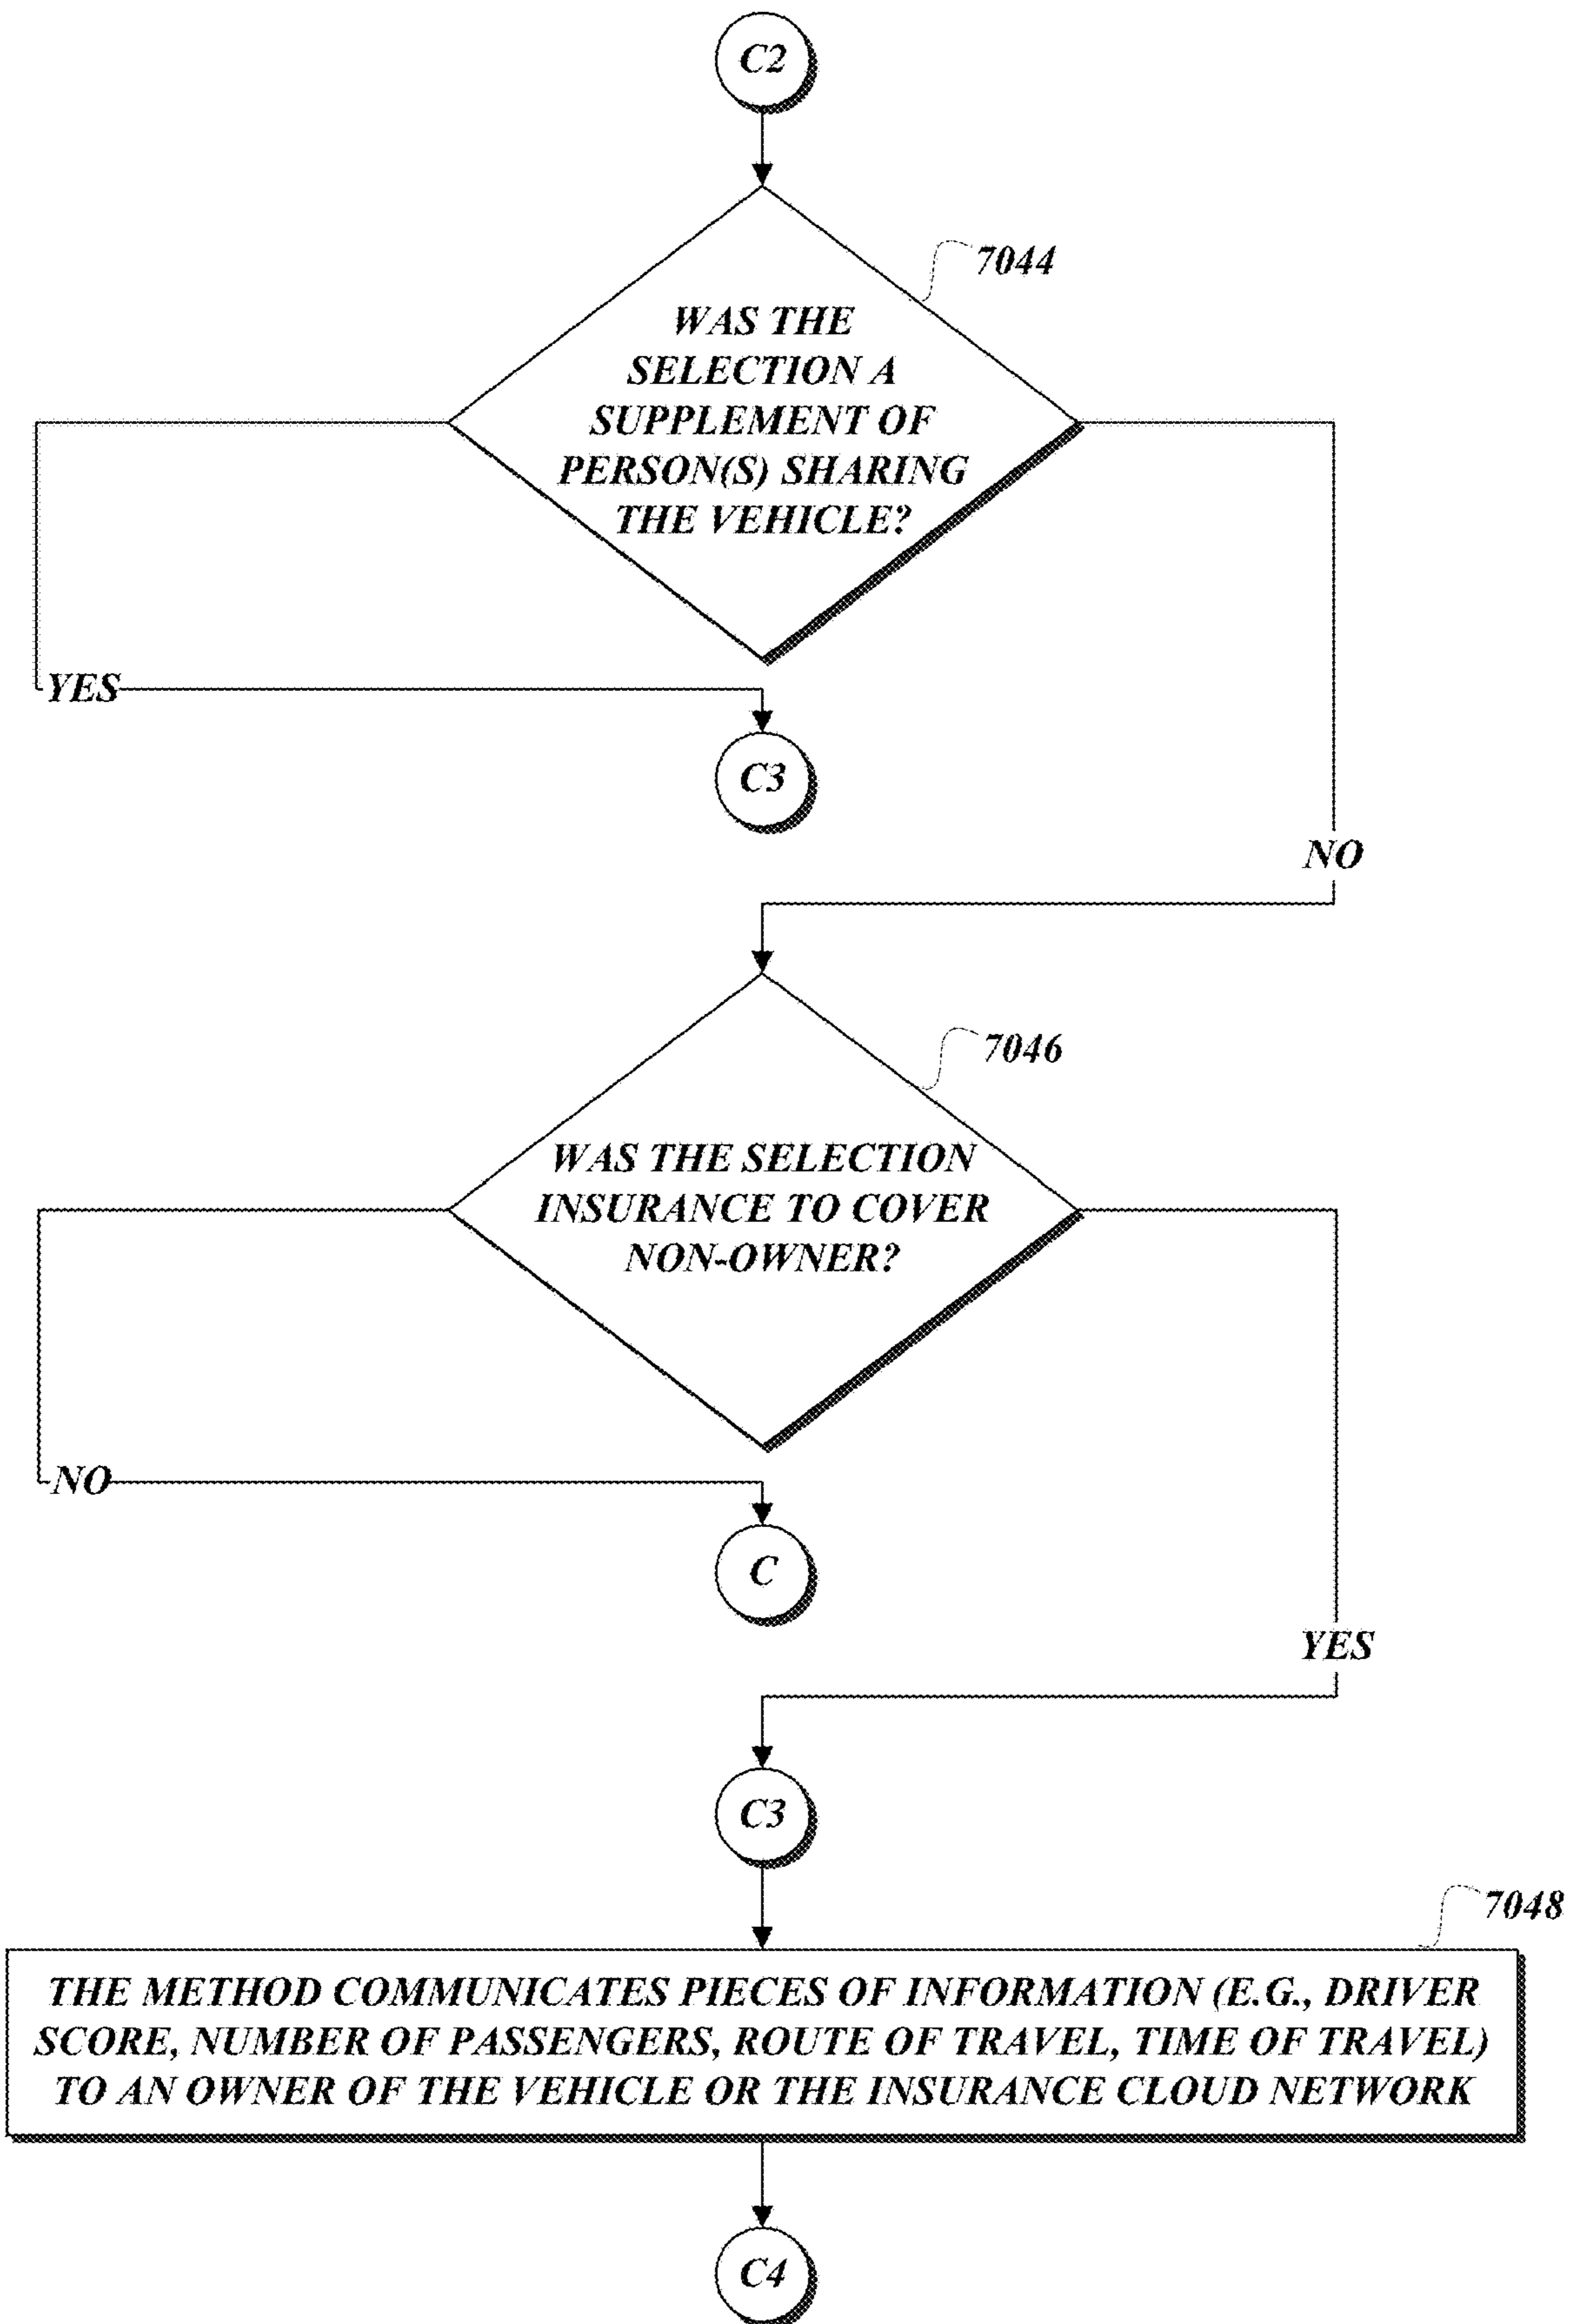 C2
7044
WAS THE
SELECTION A
SUPPLEMENT OF
PERSON(S) SHARING
THE VEHICLE?
YES
C3
NO
7046
WAS THE SELECTION
INSURANCE TO COVER
NON-OWNER?
NO
C
YES
C3
7048
THE METHOD COMMUNICATES PIECES OF INFORMATION (E.G., DRIVER
SCORE, NUMBER OF PASSENGERS, ROUTE OF TRAVEL, TIME OF TRAVEL)
TO AN OWNER OF THE VEHICLE OR THE INSURANCE CLOUD NETWORK
C4